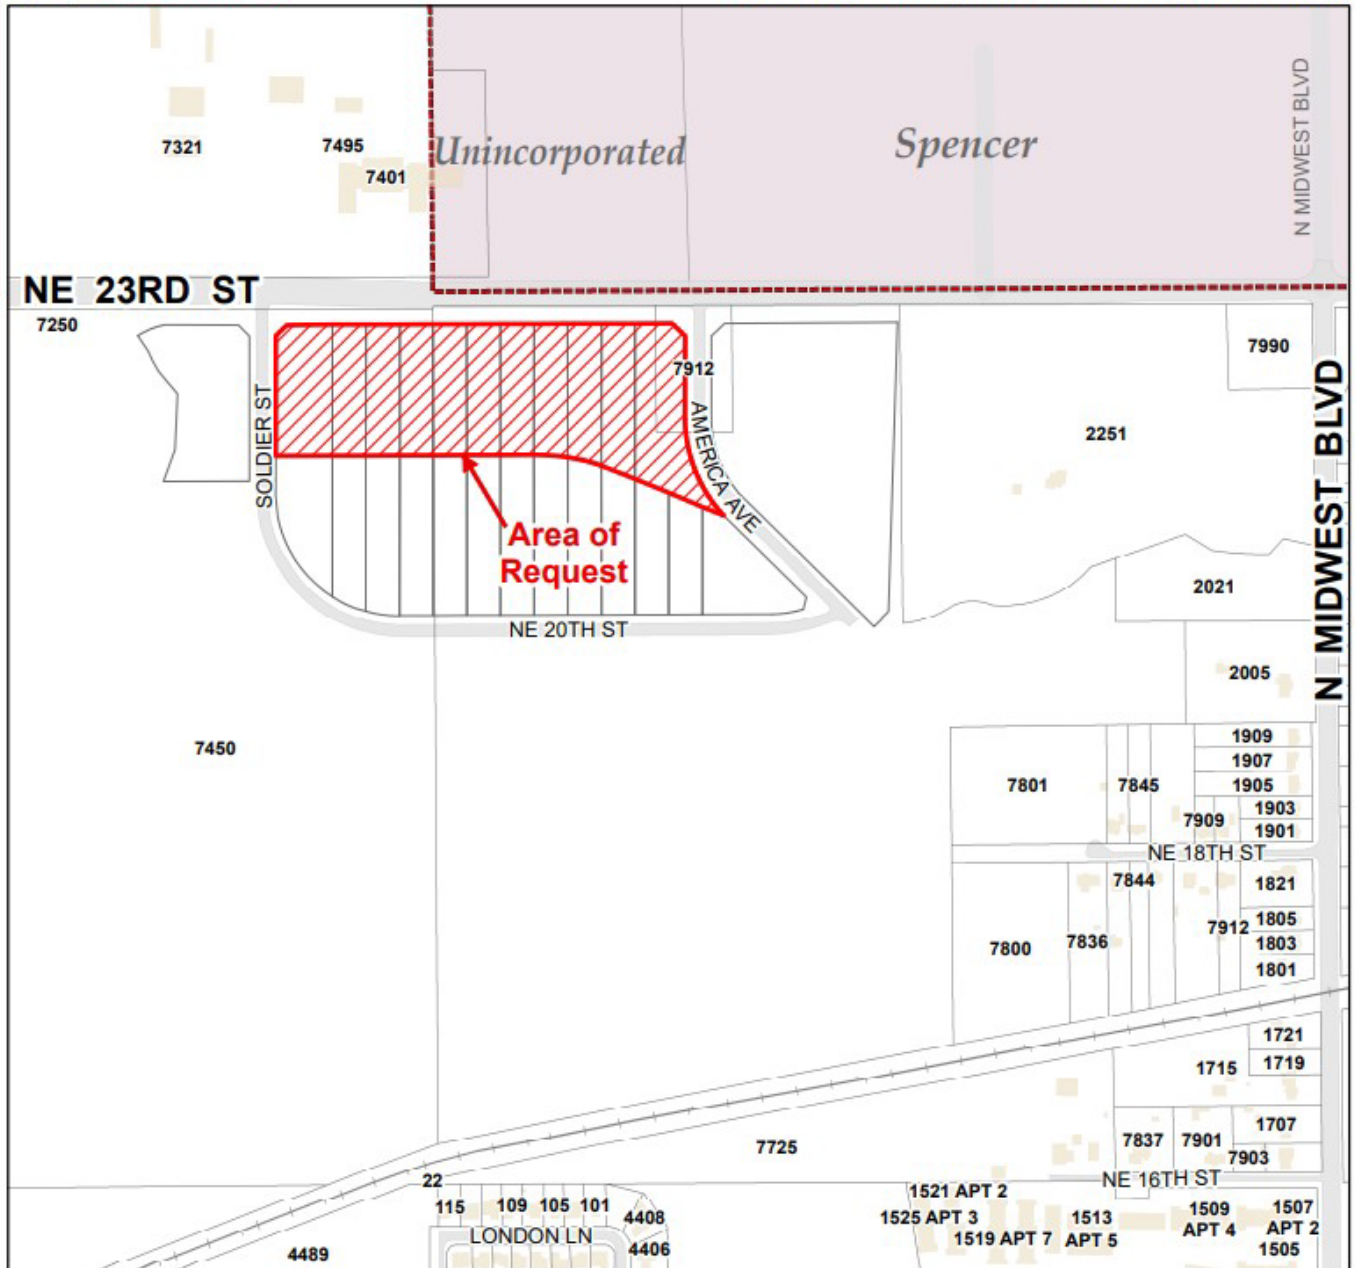 N MIDWEST BLVD
Unincorporated
Spencer
7321
7495
7401
NE 23RD ST
7250
7912
7990
SOLDIER ST
AMERICA AVE
2251
N MIDWEST BLVD
Area of
Request
2021
NE 20TH ST
2005
7450
1909
1907
7801
7845
1905
1903
7909
1901
NE 18TH ST
7844
1821
1805
7912
7836
1803
7800
1801
1721
1719
1715
1707
7725
7837
7901
7903
22
NE 16TH ST
115
109
105
101
4408
1521 APT 2
1525 APT 3
1519 APT 7
1513
APT 5
1509
APT 4
1507
APT 2
1505
LONDON LN
4406
4489